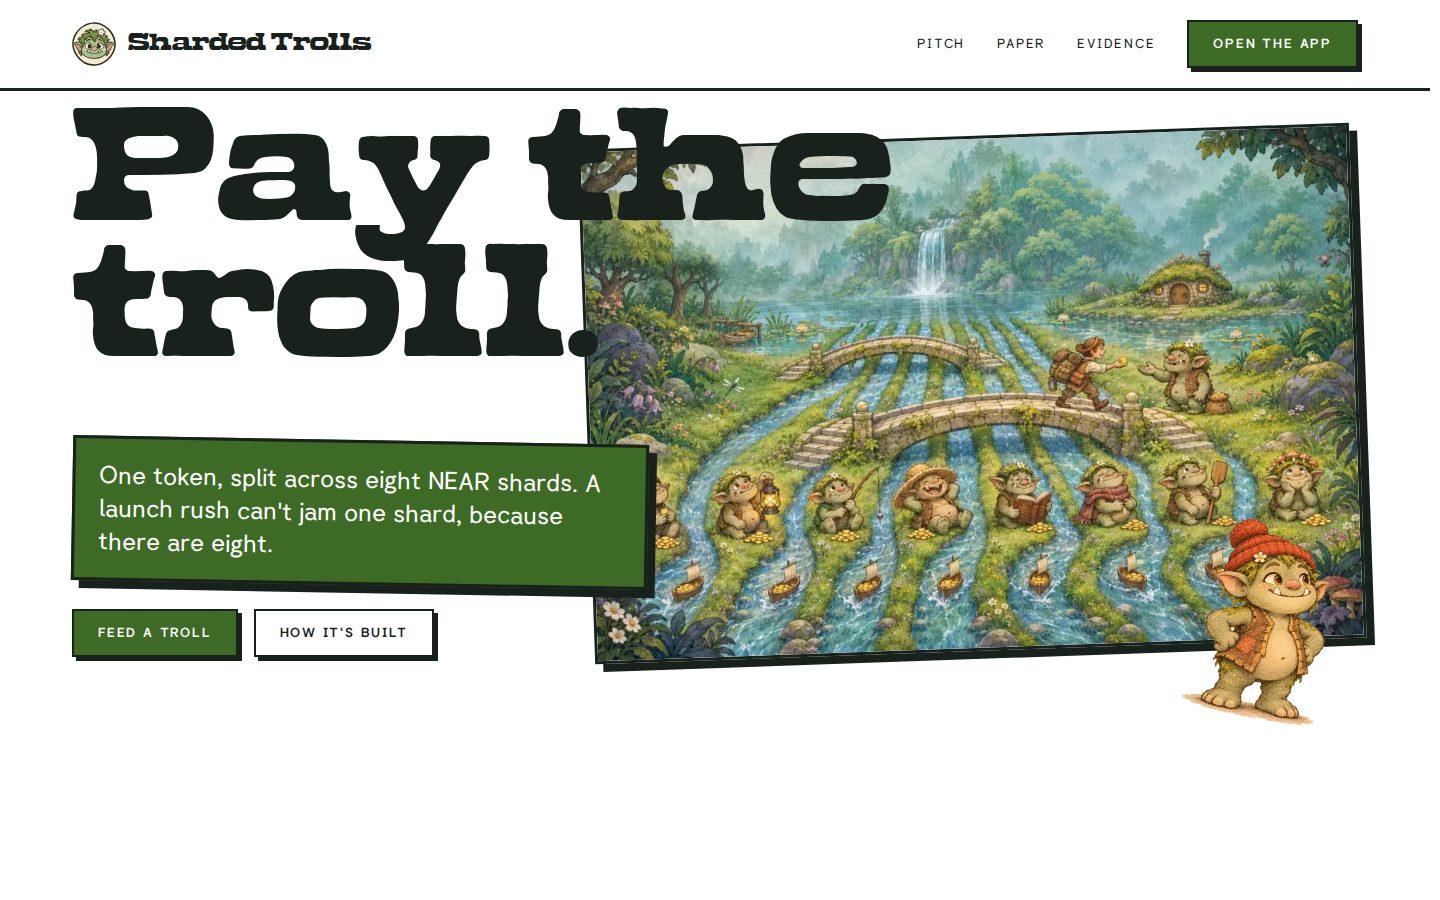 Sharded Trolls
PITCH
PAPER
EVIDENCE
OPEN THE APP
Pay the
troll.
One token, split across eight NEAR shards. A
launch rush can't jam one shard, because
there are eight.
FEED A TROLL
HOW IT'S BUILT